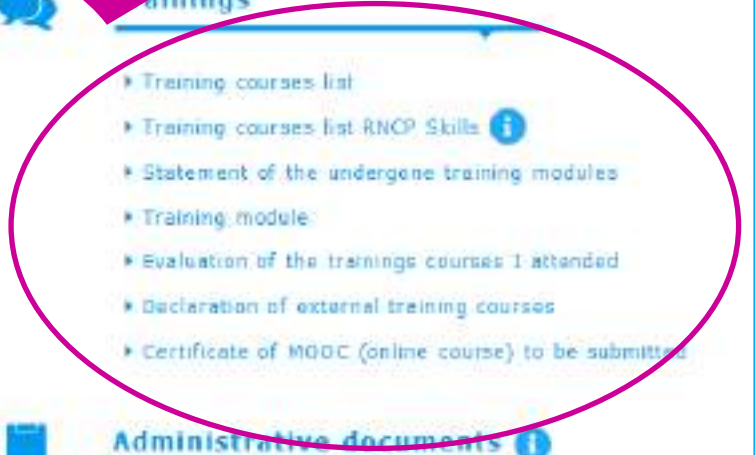 Trainings
Training courses list
Training courses list RNCP Skills i
Statement of the undergone training modules
Training module
Evaluation of the trainings courses I attended
Declaration of external training courses
Certificate of MOOC (online course) to be submitted
Administrative documents i